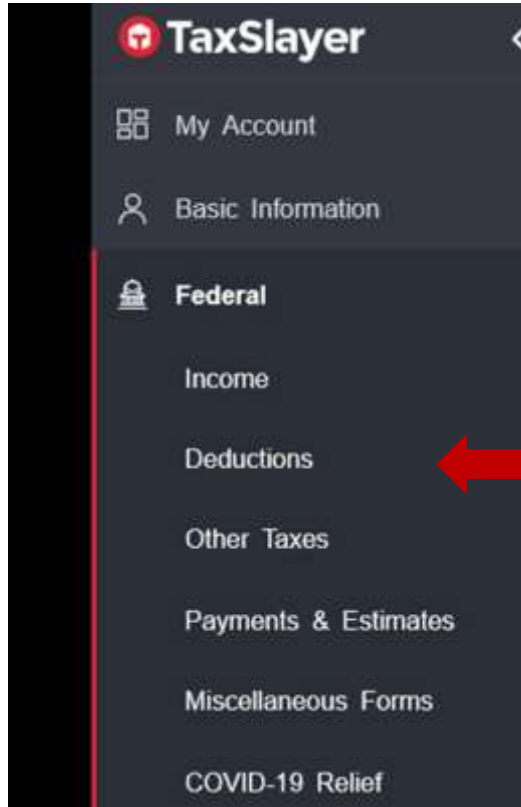 TaxSlayer
My Account
Basic Information
Federal
Income
Deductions
Other Taxes
Payments & Estimates
Miscellaneous Forms
COVID-19 Relief